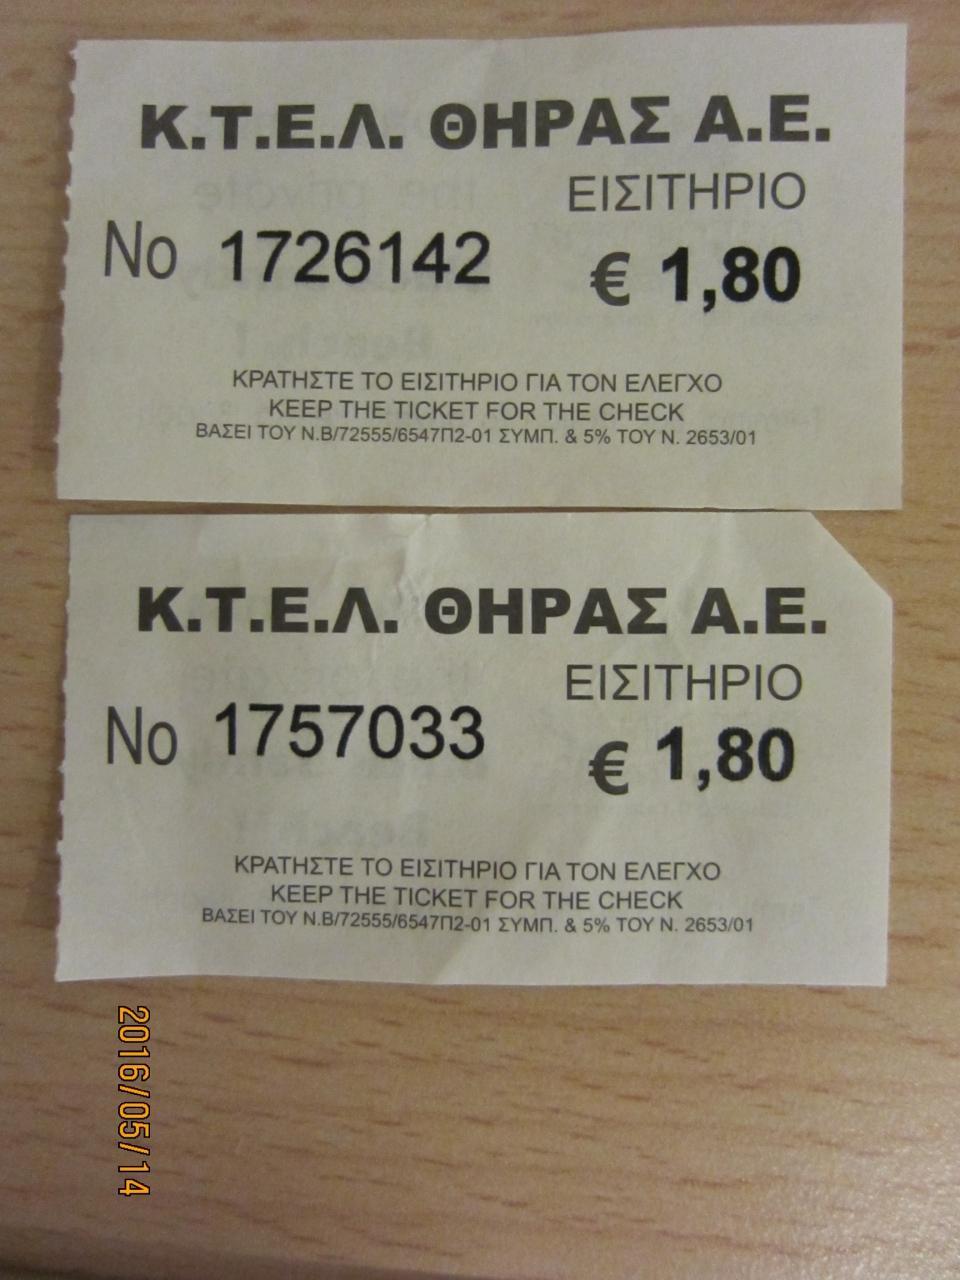 Κ.Τ.Ε.Λ. ΘΗΡΑΣ Α.Ε.
ΕΙΣΙΤΗΡΙΟ
No 1726142
€ 1,80
ΚΡΑΤΗΣΤΕ ΤΟ ΕΙΣΙΤΗΡΙΟ ΓΙΑ ΤΟΝ ΕΛΕΓΧΟ
KEEP THE TICKET FOR THE CHECK
ΒΑΣΕΙ ΤΟΥ Ν.Β/72555/6547Π2-01 ΣΥΜΠ. & 5% ΤΟΥ Ν. 2653/01
Κ.Τ.Ε.Λ. ΘΗΡΑΣ Α.Ε.
ΕΙΣΙΤΗΡΙΟ
No 1757033
€ 1,80
ΚΡΑΤΗΣΤΕ ΤΟ ΕΙΣΙΤΗΡΙΟ ΓΙΑ ΤΟΝ ΕΛΕΓΧΟ
KEEP THE TICKET FOR THE CHECK
ΒΑΣΕΙ ΤΟΥ Ν.Β/72555/6547Π2-01 ΣΥΜΠ. & 5% ΤΟΥ Ν. 2653/01
2016/05/14